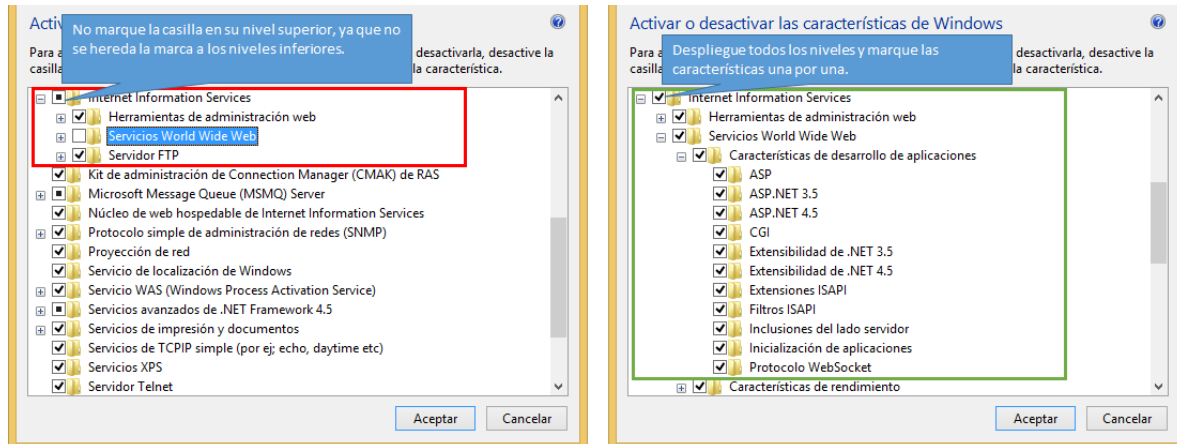 Activ
No marque la casilla en su nivel superior, ya que no
se hereda la marca a los niveles inferiores.
Para a
desactivarla, desactive la
casilla
la característica.
Internet Information Services
Herramientas de administración web
Servicios World Wide Web
Servidor FTP
Kit de administración de Connection Manager (CMAK) de RAS
Microsoft Message Queue (MSMQ) Server
Núcleo de web hospedable de Internet Information Services
Protocolo simple de administración de redes (SNMP)
Proyección de red
Servicio de localización de Windows
Servicio WAS (Windows Process Activation Service)
Servicios avanzados de .NET Framework 4.5
Servicios de impresión y documentos
Servicios de TCPIP simple (por ej; echo, daytime etc)
Servicios XPS
Servidor Telnet
Aceptar Cancelar
Activar o desactivar las características de Windows
Despliegue todos los niveles y marque las
características una por una.
Para a
desactivarla, desactive la
casilla
la característica.
Internet Information Services
Herramientas de administración web
Servicios World Wide Web
Características de desarrollo de aplicaciones
ASP
ASP.NET 3.5
ASP.NET 4.5
CGI
Extensibilidad de .NET 3.5
Extensibilidad de .NET 4.5
Extensiones ISAPI
Filtros ISAPI
Inclusiones del lado servidor
Inicialización de aplicaciones
Protocolo WebSocket
Características de rendimiento
Aceptar Cancelar